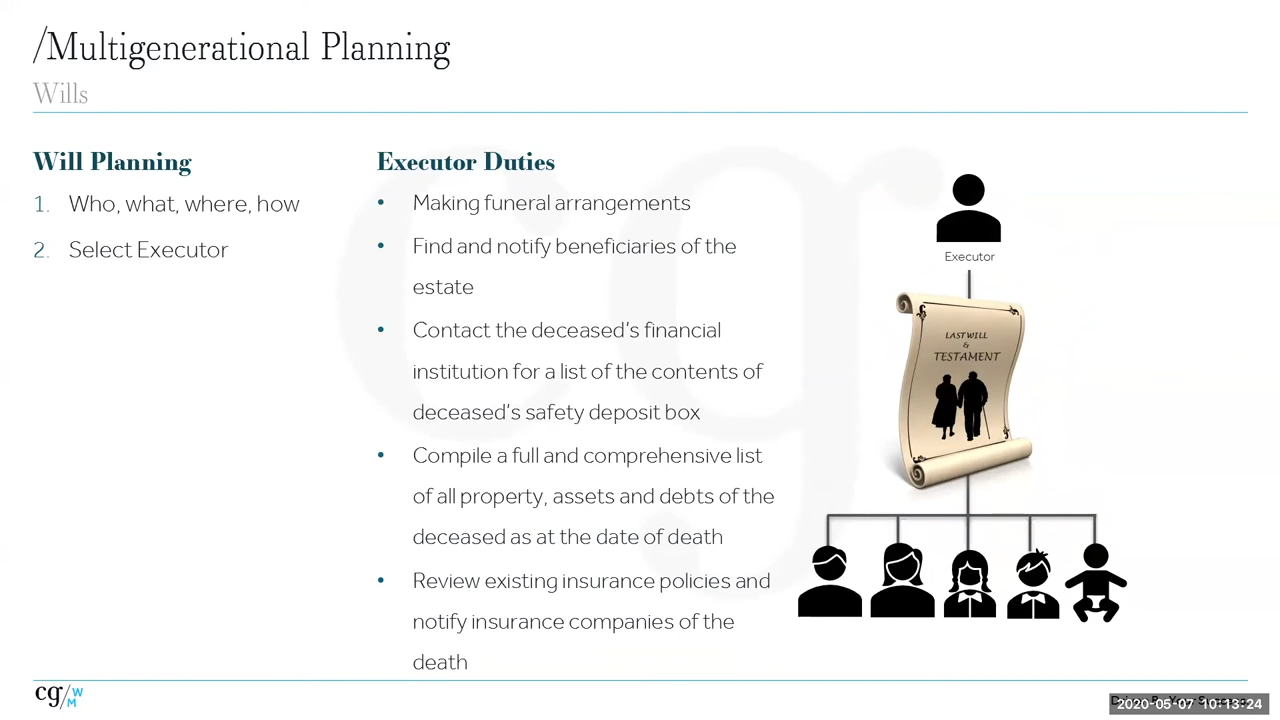 /Multigenerational Planning
Wills
Will Planning
1. Who, what, where, how
2. Select Executor
Executor Duties
• Making funeral arrangements
• Find and notify beneficiaries of the
estate
• Contact the deceased’s financial
institution for a list of the contents of
deceased’s safety deposit box
• Compile a full and comprehensive list
of all property, assets and debts of the
deceased as at the date of death
• Review existing insurance policies and
notify insurance companies of the
death
Executor
LAST WILL
&
TESTAMENT
cg/WM
2020-05-07 10:13:24